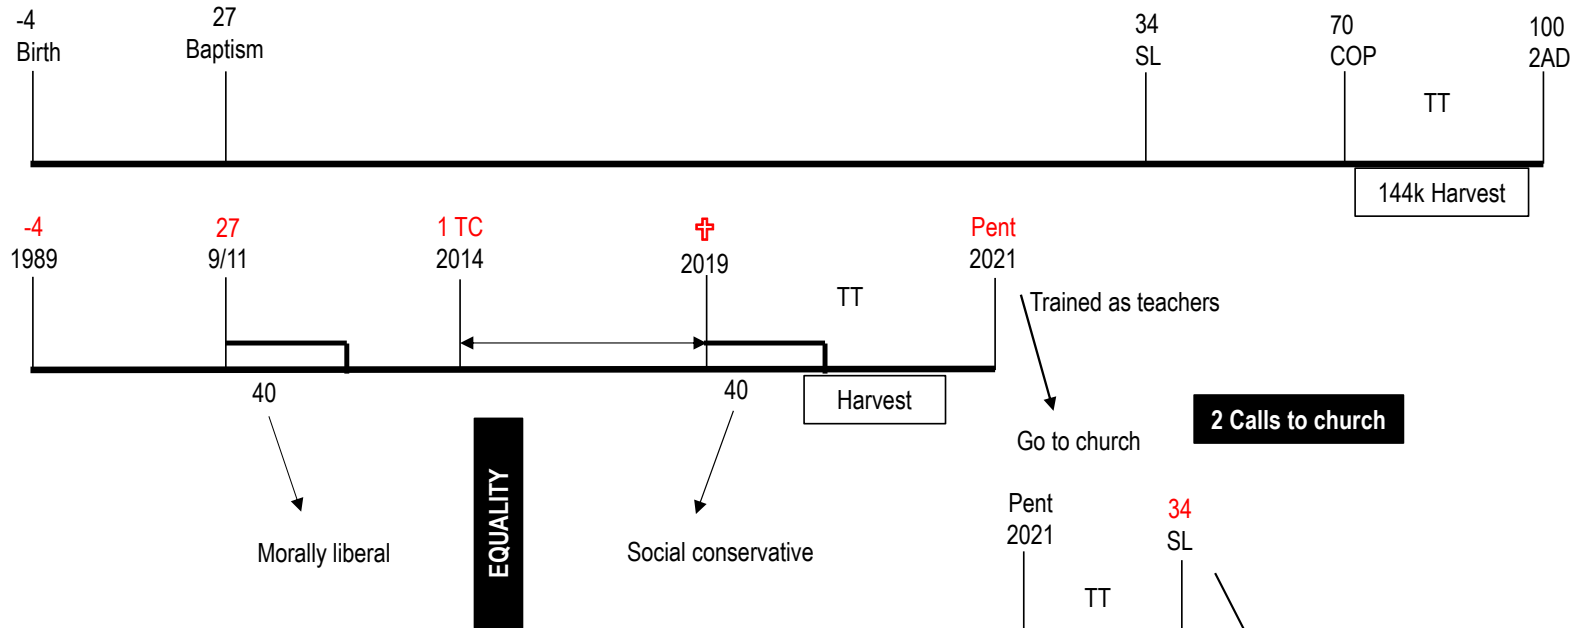 -4
Birth
27
Baptism
34
SL
70
COP
100
2AD
TT
144k Harvest
-4
1989
27
9/11
1 TC
2014
2019
Pent
2021
TT
Trained as teachers
40
40
Harvest
2 Calls to church
Go to church
EQUALITY
Morally liberal
Social conservative
Pent
2021
34
SL
TT